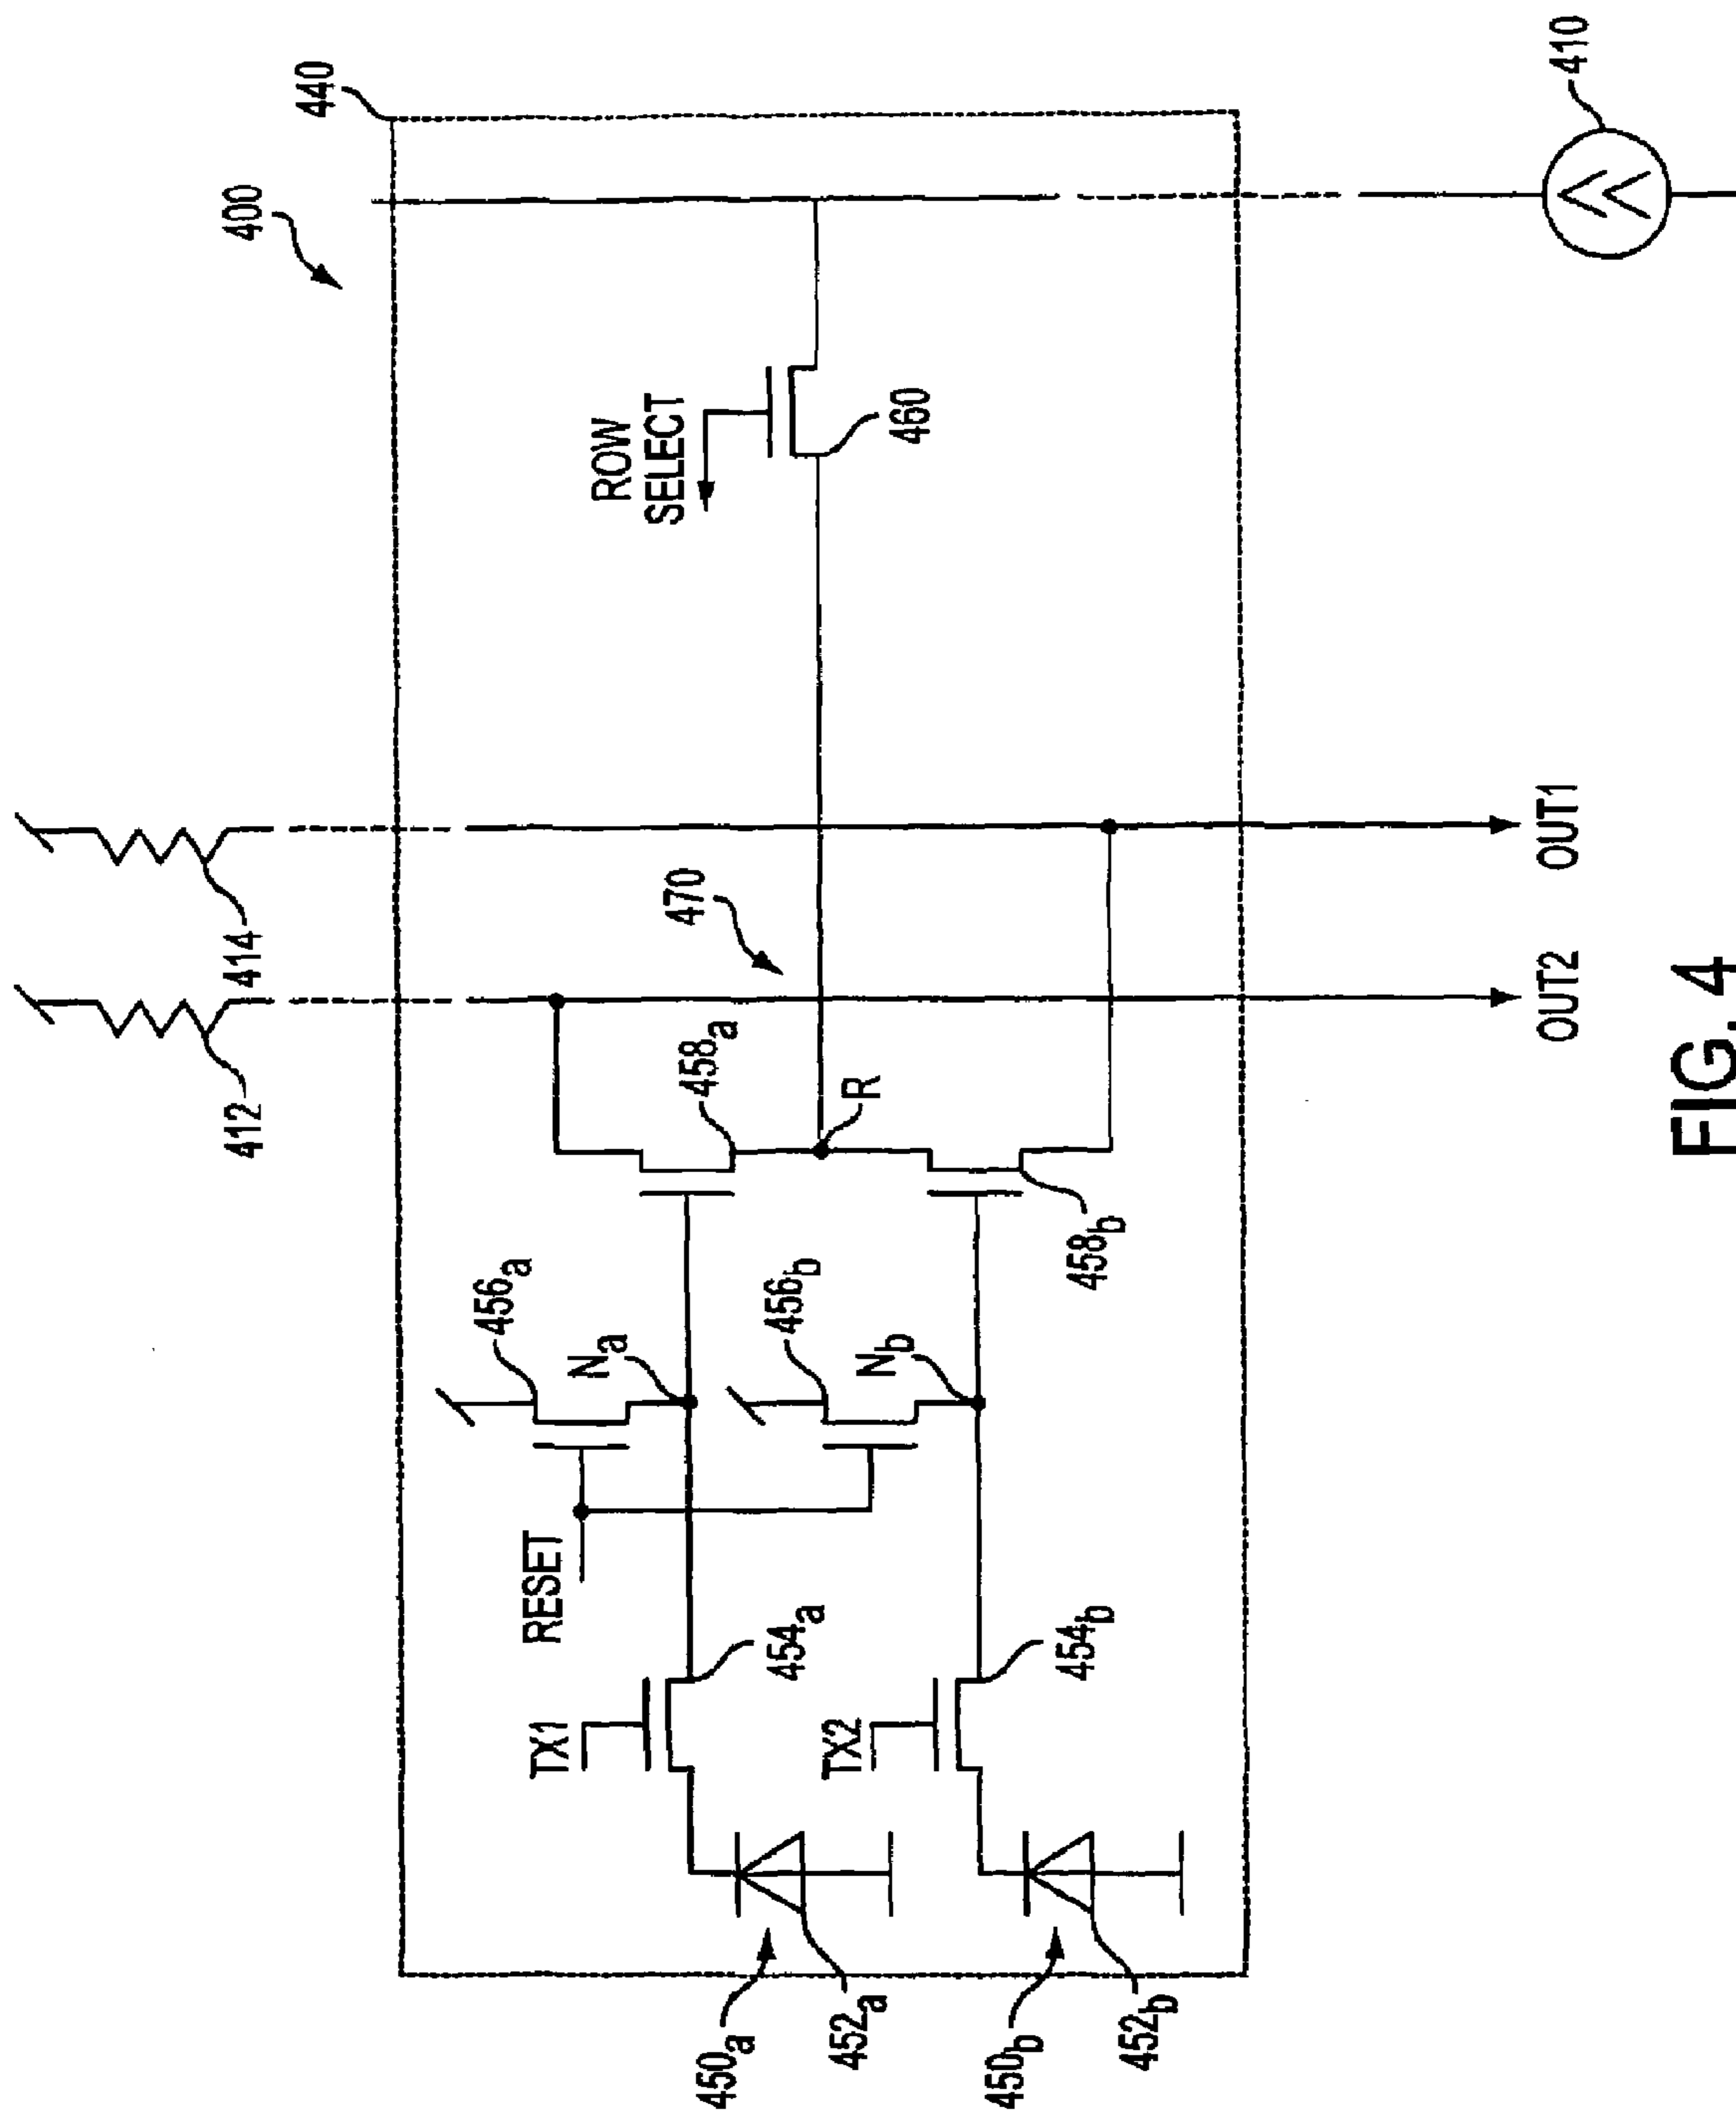 400
440
412
414
ROW
SELECT
460
470
456a
Na
458a
R
RESET
456b
Nb
458b
TX1
454a
TX2
454b
450a
452a
450b
452b
OUT2
OUT1
410
FIG. 4